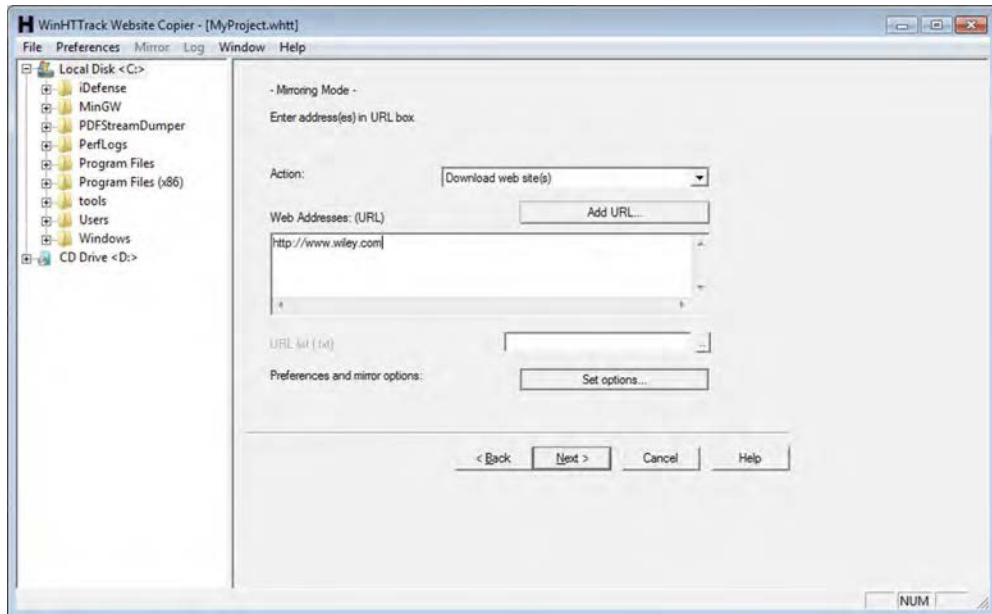 WinHTTrack Website Copier - [MyProject.whtt]
File Preferences Mirror Log Window Help
Local Disk <C:>
iDefense
MinGW
PDFStreamDumper
PerfLogs
Program Files
Program Files (x86)
tools
Users
Windows
CD Drive <D:>
- Mirroring Mode -
Enter address(es) in URL box
Action:
Download web site(s)
Web Addresses: (URL)
Add URL...
http://www.wiley.com
URL list (.txt)
..
Preferences and mirror options:
Set options...
< Back
Next >
Cancel
Help
NUM